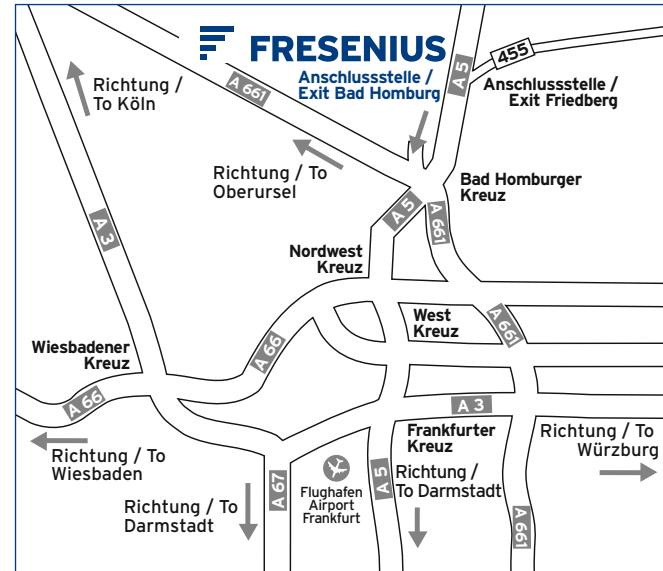 FRESENIUS
Anschlussstelle /
Exit Bad Homburg
A 5
455
Anschlussstelle /
Exit Friedberg
A 661
Richtung /
To Köln
Richtung / To
Oberursel
Bad Homburger
Kreuz
A 5
A 661
A 3
Nordwest
Kreuz
West
Kreuz
A 661
Wiesbadener
Kreuz
A 66
A 66
A 3
Richtung / To
Wiesbaden
Frankfurter
Kreuz
Richtung / To
Würzburg
Richtung / To
Darmstadt
A 67
Flughafen
Airport
Frankfurt
A 5
Richtung /
To Darmstadt
A 661